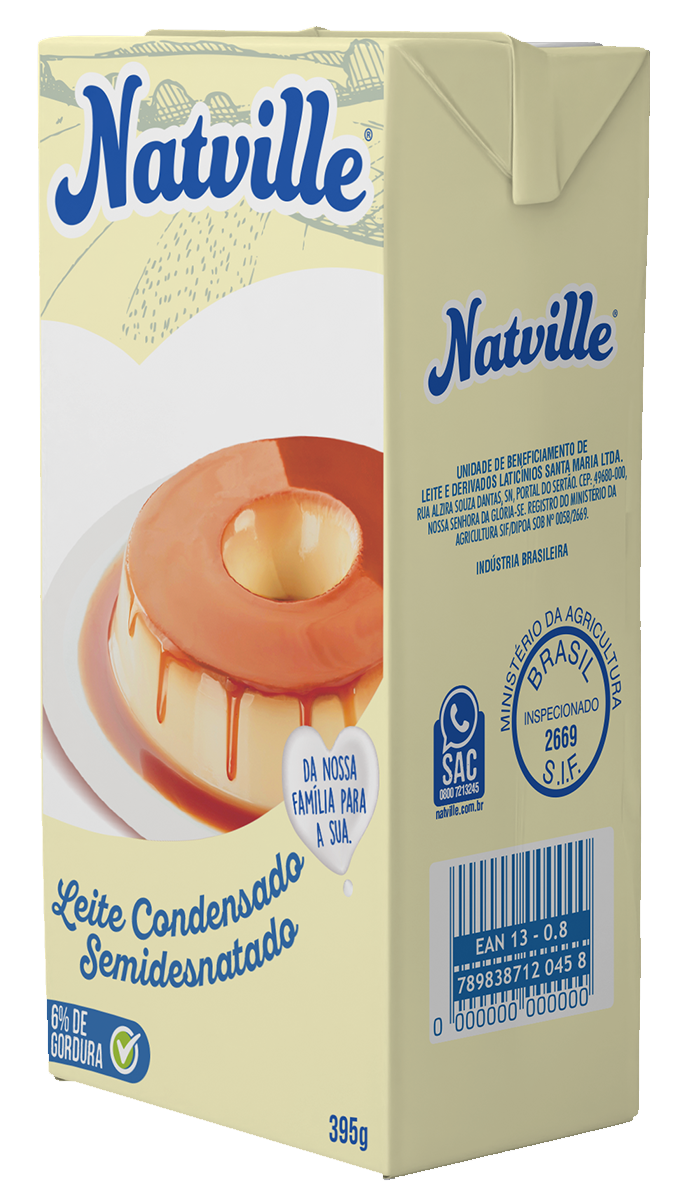 Natville®
DA NOSSA
FAMÍLIA PARA
A SUA.
Leite Condensado
Semidesnatado
6% DE
GORDURA
395g
Natville®
UNIDADE DE BENEFICIAMENTO DE
LEITE E DERIVADOS LATICÍNIOS SANTA MARIA LTDA.
RUA ALZIRA SOUZA DANTAS, SN, PORTAL DO SERTÃO. CEP: 49680-000,
NOSSA SENHORA DA GLÓRIA-SE. REGISTRO DO MINISTÉRIO DA
AGRICULTURA SIF/DIPOA SOB Nº 0058/2669.
INDÚSTRIA BRASILEIRA
MINISTÉRIO DA AGRICULTURA
BRASIL
INSPECIONADO
2669
S.I.F.
SAC
0800 7213245
natville.com.br
EAN 13 - 0.8
789838712 045 8
0 000000 000000